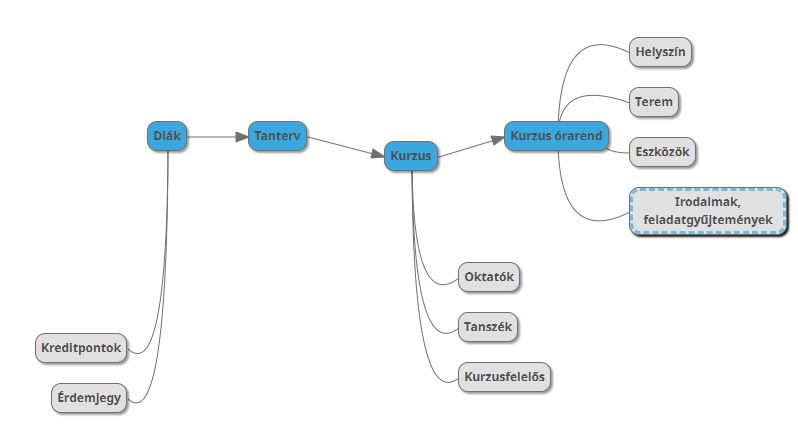 Helyszín
Terem
Diák
Tanterv
Kurzus
Kurzus órarend
Eszközök
Irodalmak,
feladatgyűjtemények
Oktatók
Tanszék
Kurzusfelelős
Kreditpontok
Érdemjegy